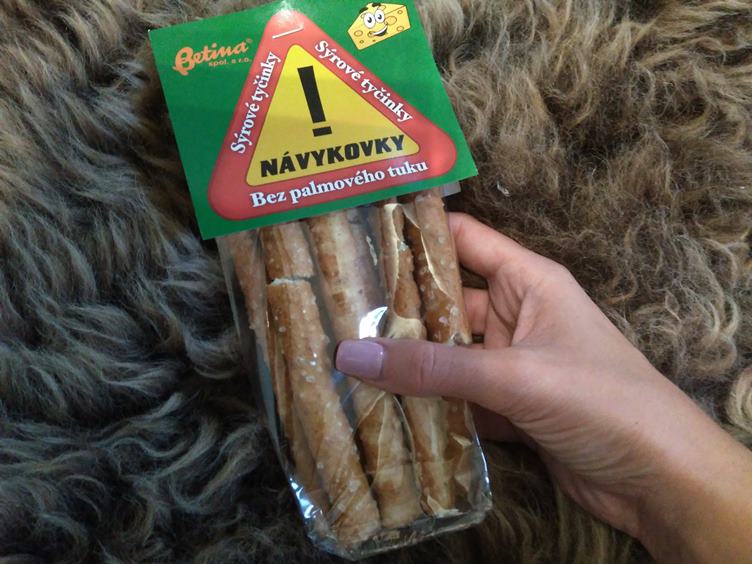 Betina®
spol. s r.o.
Sýrové tyčinky
Sýrové tyčinky
!
NÁVYKOVKY
Bez palmového tuku